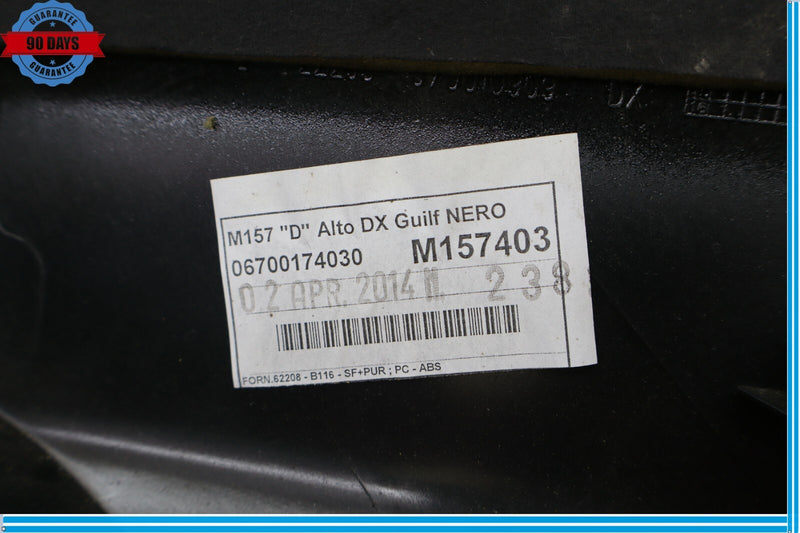 GUARANTEE
90 DAYS
GUARANTEE
DX
M157 "D" Alto DX Guilf NERO
06700174030 M157403
02 APR. 2014 M. 238
FORN.62208 - B116 - SF+PUR ; PC - ABS